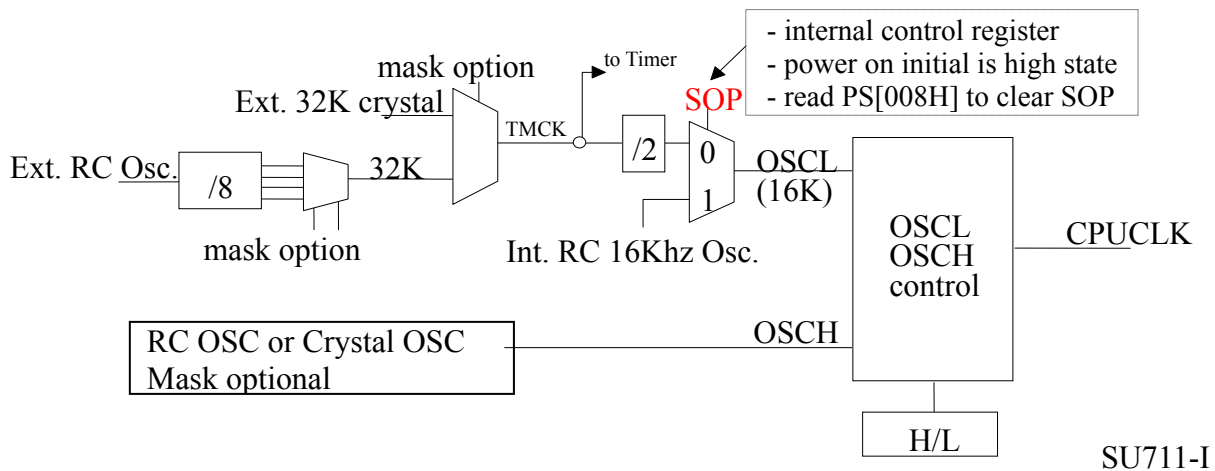 - internal control register
- power on initial is high state
- read PS[008H] to clear SOP
to Timer
mask option
Ext. 32K crystal
SOP
TMCK
/2
0
1
OSCL
(16K)
Ext. RC Osc.
/8
32K
mask option
Int. RC 16Khz Osc.
OSCL
OSCH
control
CPUCLK
RC OSC or Crystal OSC
Mask optional
OSCH
H/L
SU711-I